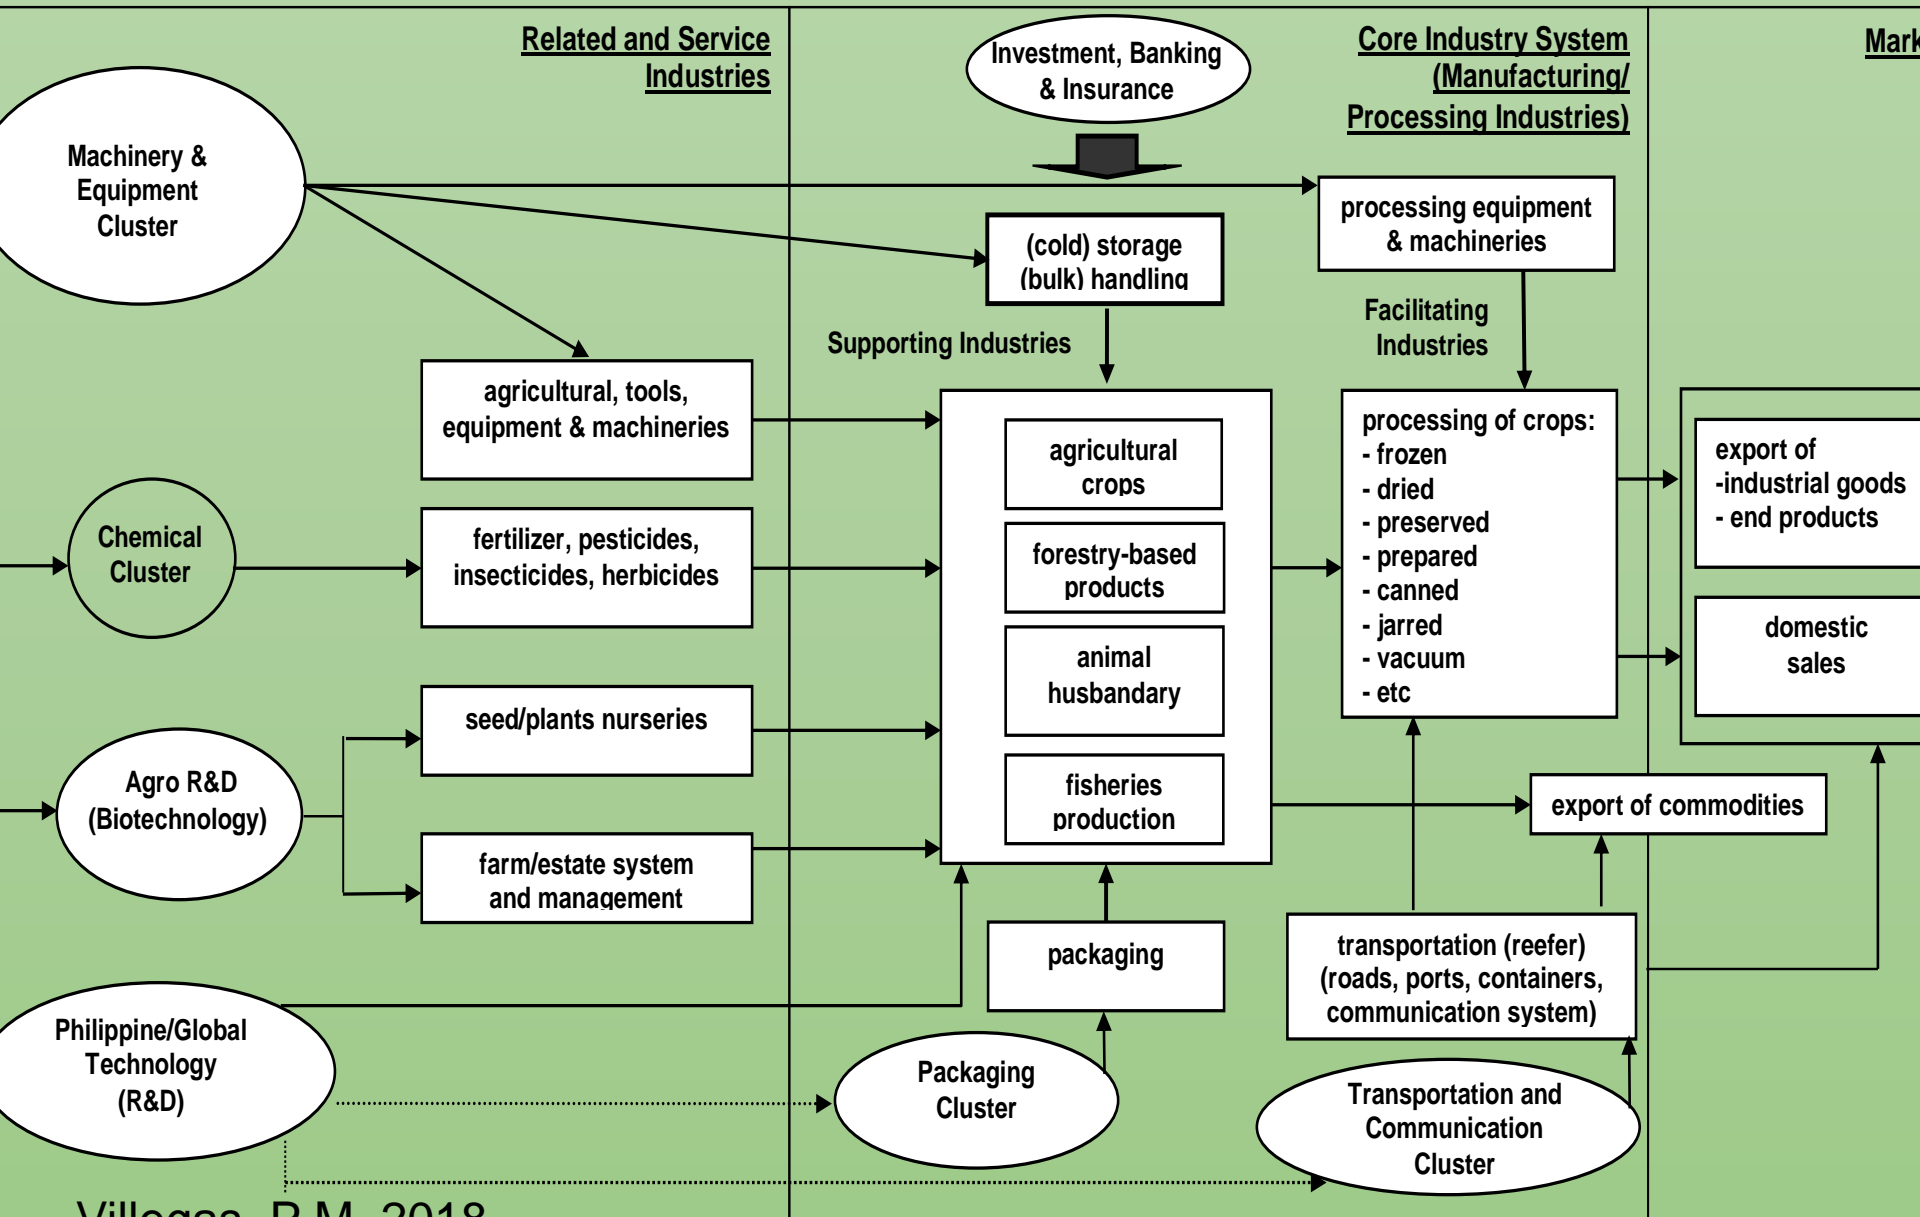 Related and Service
Industries
Investment, Banking
& Insurance
Core Industry System
(Manufacturing/
Processing Industries)
Machinery &
Equipment
Cluster
processing equipment
& machineries
(cold) storage
(bulk) handling
Facilitating
Industries
Supporting Industries
agricultural, tools,
equipment & machineries
agricultural
crops
processing of crops:
- frozen
- dried
- preserved
- prepared
- canned
- jarred
- vacuum
- etc
export of
-industrial goods
- end products
Chemical
Cluster
fertilizer, pesticides,
insecticides, herbicides
forestry-based
products
domestic
sales
animal
husbandary
seed/plants nurseries
Agro R&D
(Biotechnology)
fisheries
production
export of commodities
farm/estate system
and management
packaging
transportation (reefer)
(roads, ports, containers,
communication system)
Philippine/Global
Technology
(R&D)
Packaging
Cluster
Transportation and
Communication
Cluster
Villegas, P.M. 2018